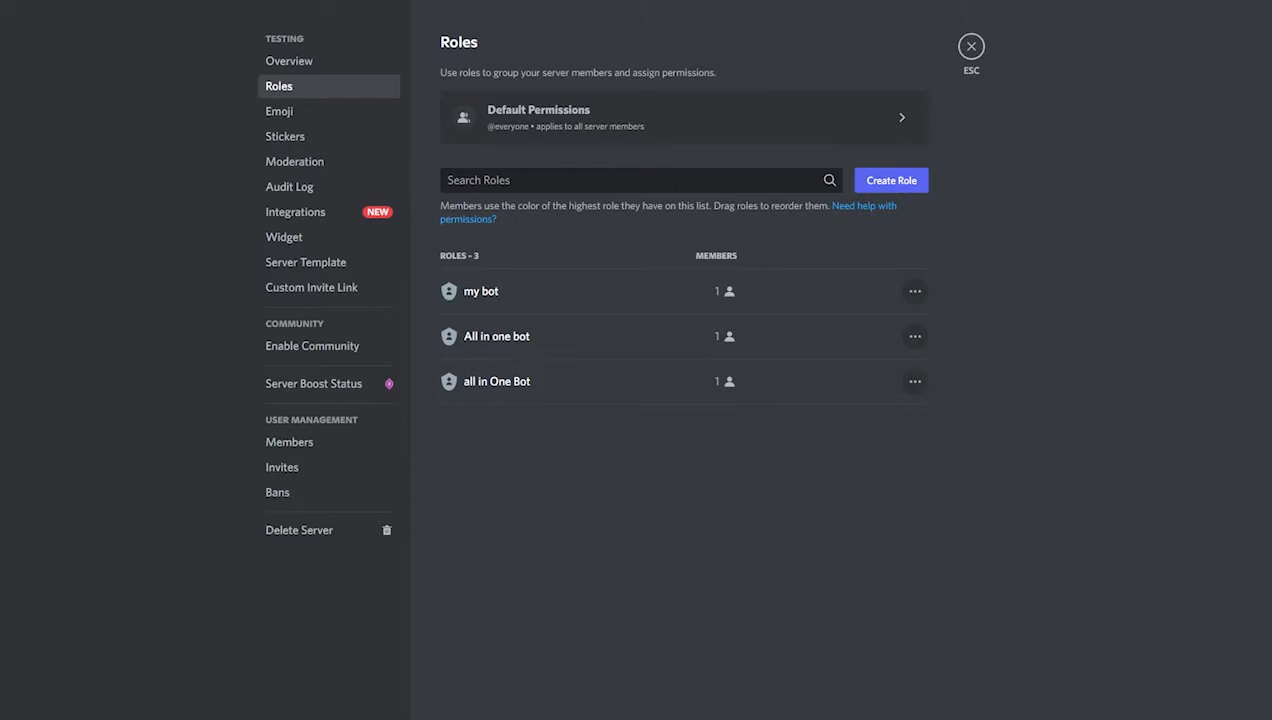 TESTING
Overview
Roles
Emoji
Stickers
Moderation
Audit Log
Integrations NEW
Widget
Server Template
Custom Invite Link
COMMUNITY
Enable Community
Server Boost Status
USER MANAGEMENT
Members
Invites
Bans
Delete Server
Roles
ESC
Use roles to group your server members and assign permissions.
Default Permissions
@everyone • applies to all server members
Search Roles
Create Role
Members use the color of the highest role they have on this list. Drag roles to reorder them. Need help with
permissions?
ROLES – 3 MEMBERS
my bot 1
All in one bot 1
all in One Bot 1